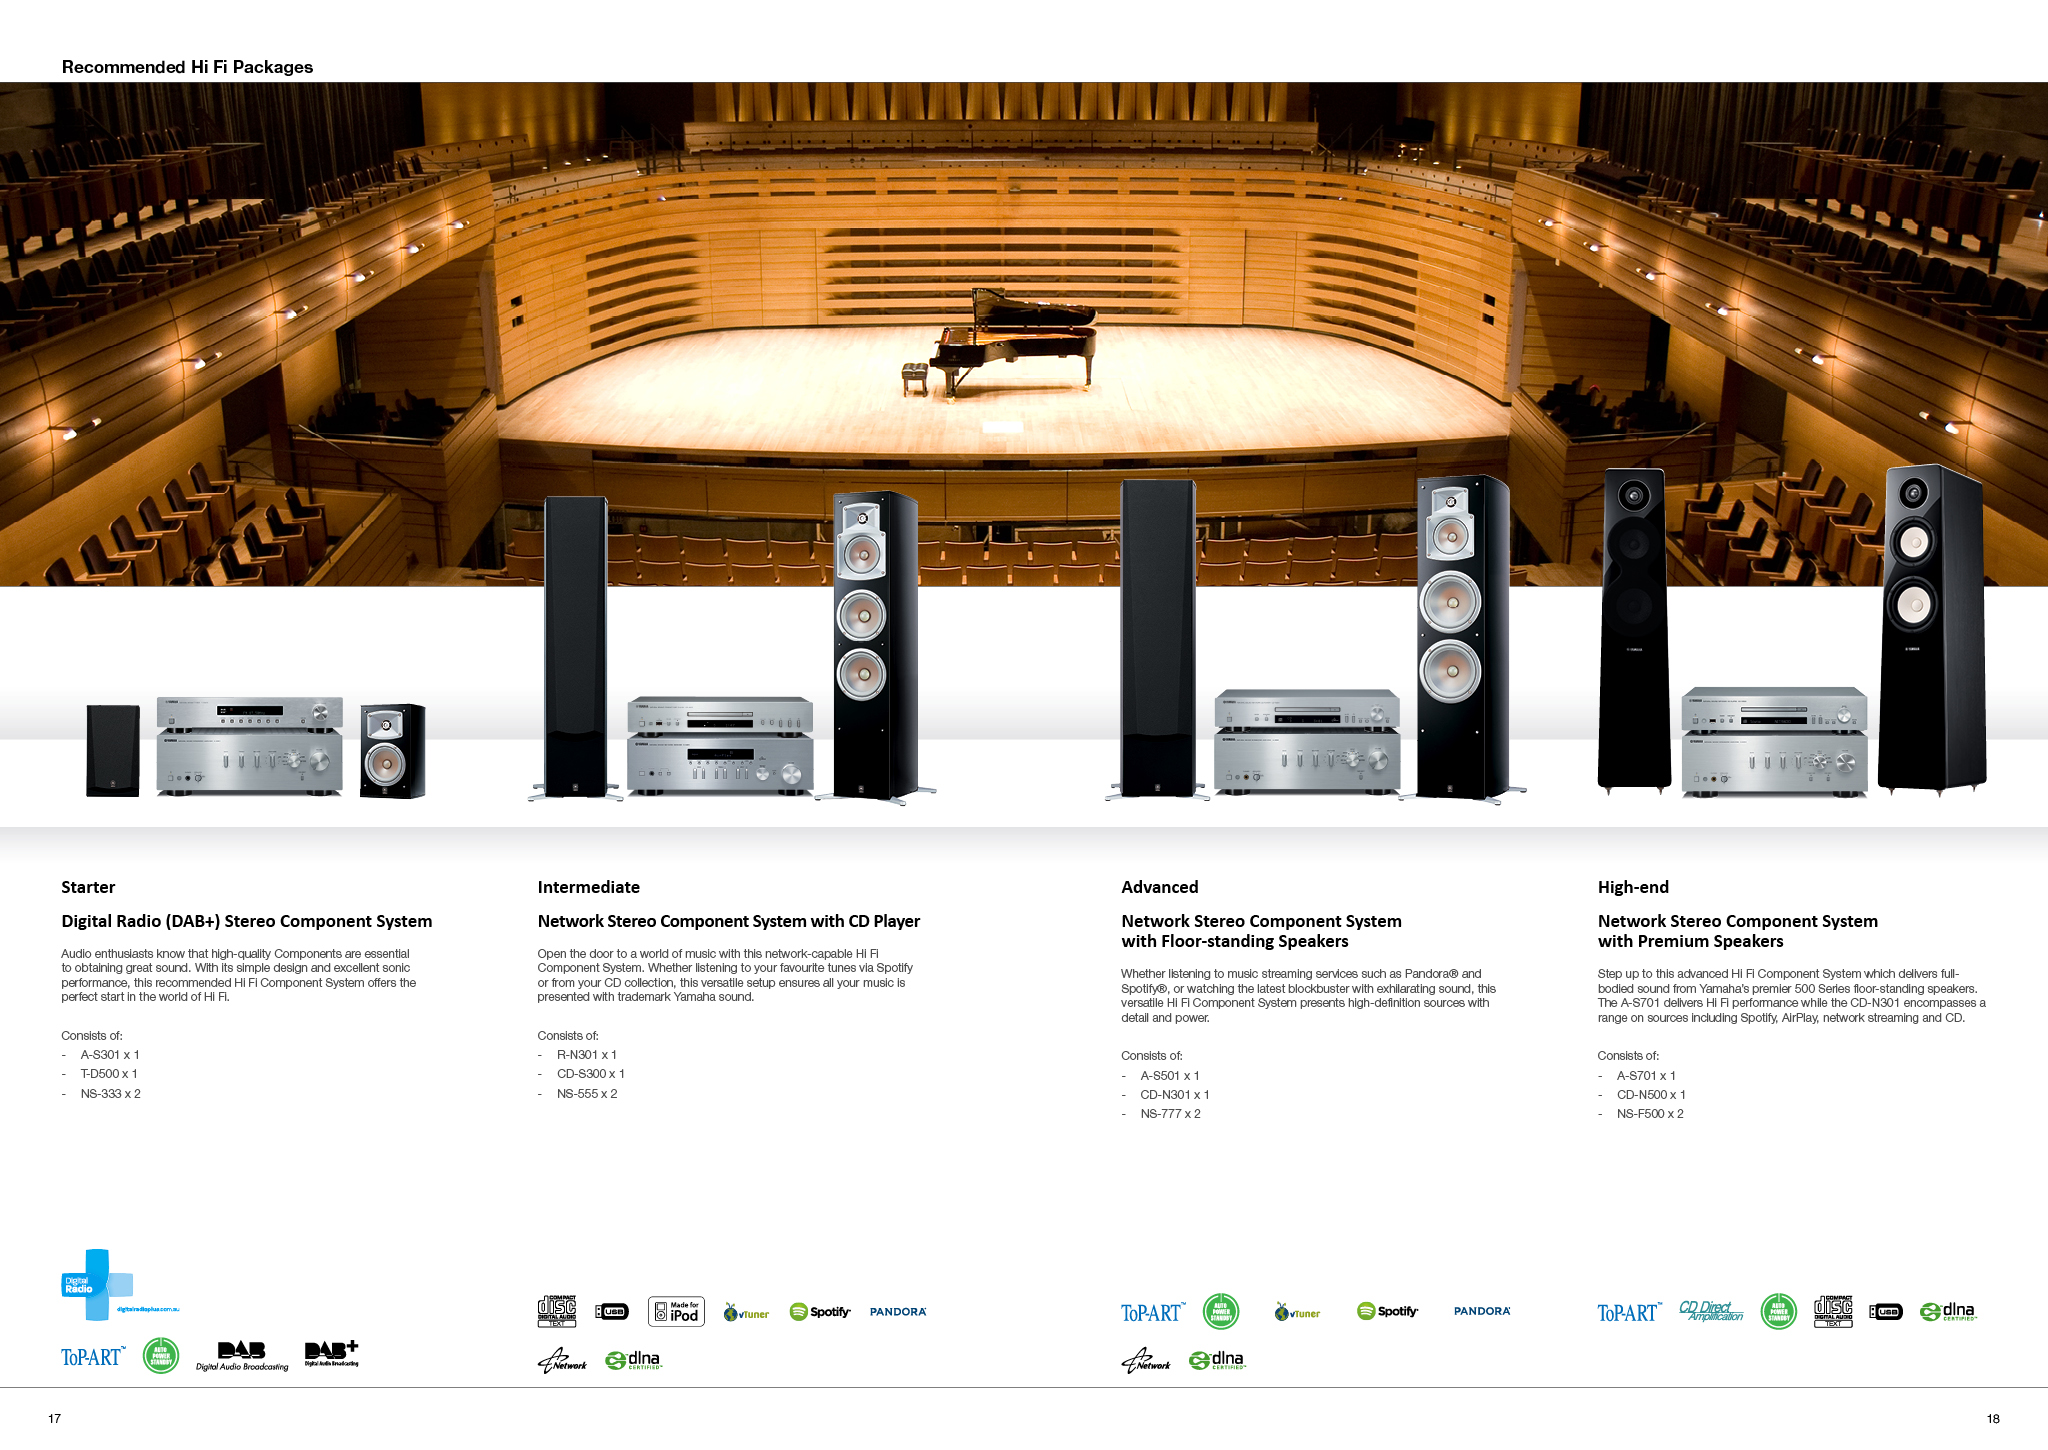 Recommended Hi Fi Packages
Starter
Digital Radio (DAB+) Stereo Component System
Audio enthusiasts know that high-quality Components are essential
to obtaining great sound. With its simple design and excellent sonic
performance, this recommended Hi Fi Component System offers the
perfect start in the world of Hi Fi.
Consists of:
- A-S301 x 1
- T-D500 x 1
- NS-333 x 2
Digital
Radio
digitalradioplus.com.au
ToP-ART™
AUTO
POWER
STANDBY
DAB
Digital Audio Broadcasting
DAB+
Digital Audio Broadcasting
Intermediate
Network Stereo Component System with CD Player
Open the door to a world of music with this network-capable Hi Fi
Component System. Whether listening to your favourite tunes via Spotify
or from your CD collection, this versatile setup ensures all your music is
presented with trademark Yamaha sound.
Consists of:
- R-N301 x 1
- CD-S300 x 1
- NS-555 x 2
COMPACT
disc
DIGITAL AUDIO
TEXT
USB
Made for
iPod
vTuner
Spotify
PANDORA
Network
dlna
CERTIFIED™
Advanced
Network Stereo Component System
with Floor-standing Speakers
Whether listening to music streaming services such as Pandora® and
Spotify®, or watching the latest blockbuster with exhilarating sound, this
versatile Hi Fi Component System presents high-definition sources with
detail and power.
Consists of:
- A-S501 x 1
- CD-N301 x 1
- NS-777 x 2
ToP-ART™
AUTO
POWER
STANDBY
vTuner
Spotify
PANDORA
Network
dlna
CERTIFIED™
High-end
Network Stereo Component System
with Premium Speakers
Step up to this advanced Hi Fi Component System which delivers full-
bodied sound from Yamaha's premier 500 Series floor-standing speakers.
The A-S701 delivers Hi Fi performance while the CD-N301 encompasses a
range on sources including Spotify, AirPlay, network streaming and CD.
Consists of:
- A-S701 x 1
- CD-N500 x 1
- NS-F500 x 2
ToP-ART™
CD Direct
Amplification
AUTO
POWER
STANDBY
COMPACT
disc
DIGITAL AUDIO
TEXT
USB
dlna
CERTIFIED™
17
18